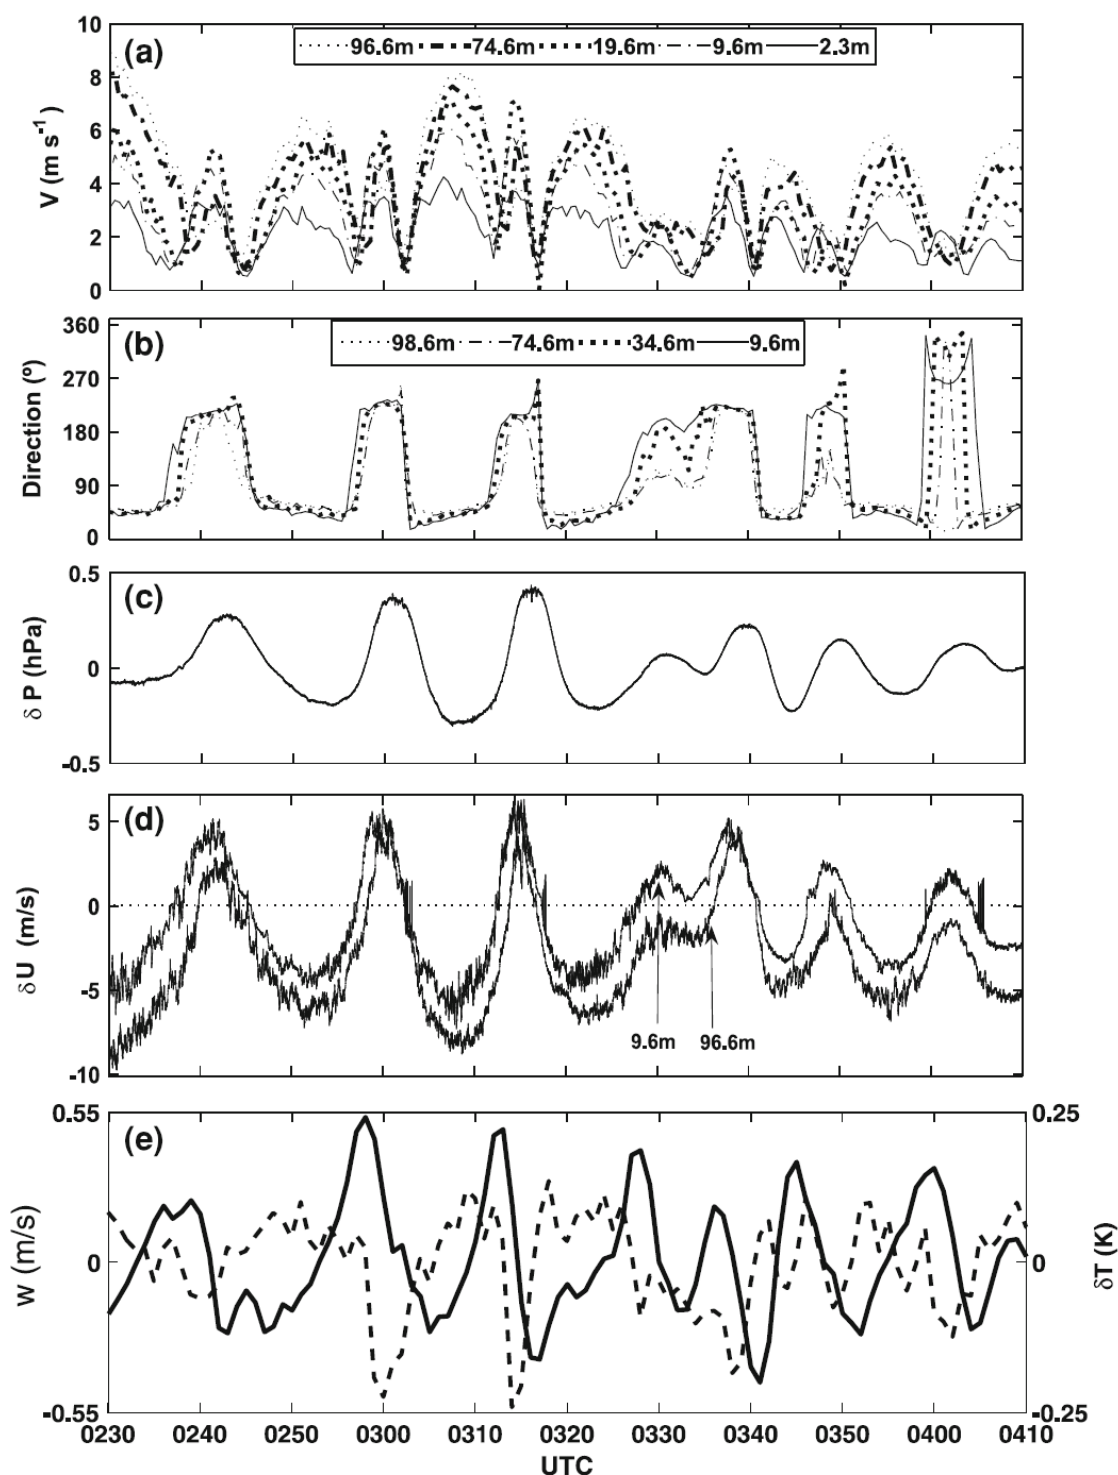 (a)
96.6m 74.6m 19.6m 9.6m 2.3m
V (m s-1)
10
8
6
4
2
0
(b)
98.6m 74.6m 34.6m 9.6m
Direction (º)
360
270
180
90
0
(c)
δ P (hPa)
0.5
0
-0.5
(d)
δ U (m/s)
5
0
-5
-10
9.6m 96.6m
(e)
w (m/s)
0.55
0
-0.55
δT (K)
0.25
0
-0.25
0230 0240 0250 0300 0310 0320 0330 0340 0350 0400 0410
UTC